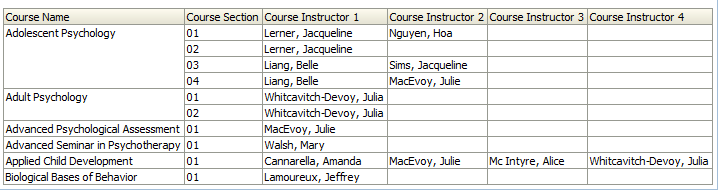 Course Name Course Section Course Instructor 1 Course Instructor 2 Course Instructor 3 Course Instructor 4
Adolescent Psychology 01 Lerner, Jacqueline Nguyen, Hoa
02 Lerner, Jacqueline
03 Liang, Belle Sims, Jacqueline
04 Liang, Belle MacEvoy, Julie
Adult Psychology 01 Whitcavitch-Devoy, Julia
02 Whitcavitch-Devoy, Julia
Advanced Psychological Assessment 01 MacEvoy, Julie
Advanced Seminar in Psychotherapy 01 Walsh, Mary
Applied Child Development 01 Cannarella, Amanda MacEvoy, Julie Mc Intyre, Alice Whitcavitch-Devoy, Julia
Biological Bases of Behavior 01 Lamoureux, Jeffrey